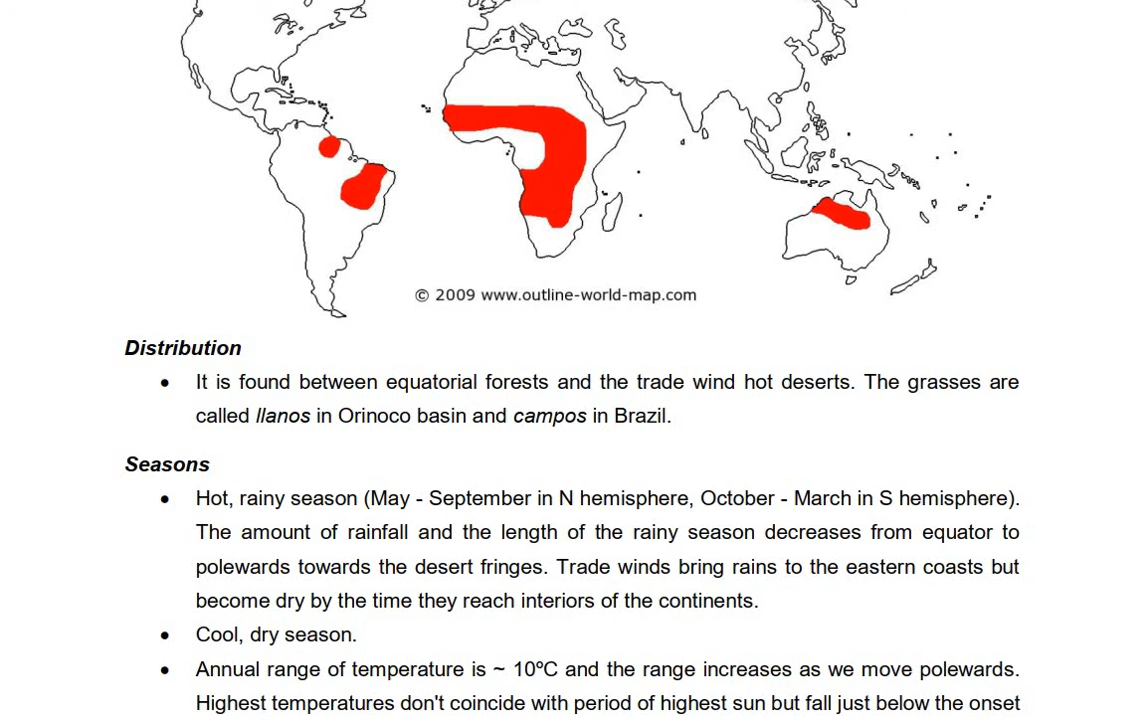 © 2009 www.outline-world-map.com
Distribution
• It is found between equatorial forests and the trade wind hot deserts. The grasses are
called llanos in Orinoco basin and campos in Brazil.
Seasons
• Hot, rainy season (May - September in N hemisphere, October - March in S hemisphere).
The amount of rainfall and the length of the rainy season decreases from equator to
polewards towards the desert fringes. Trade winds bring rains to the eastern coasts but
become dry by the time they reach interiors of the continents.
• Cool, dry season.
• Annual range of temperature is ~ 10ºC and the range increases as we move polewards.
Highest temperatures don't coincide with period of highest sun but fall just below the onset